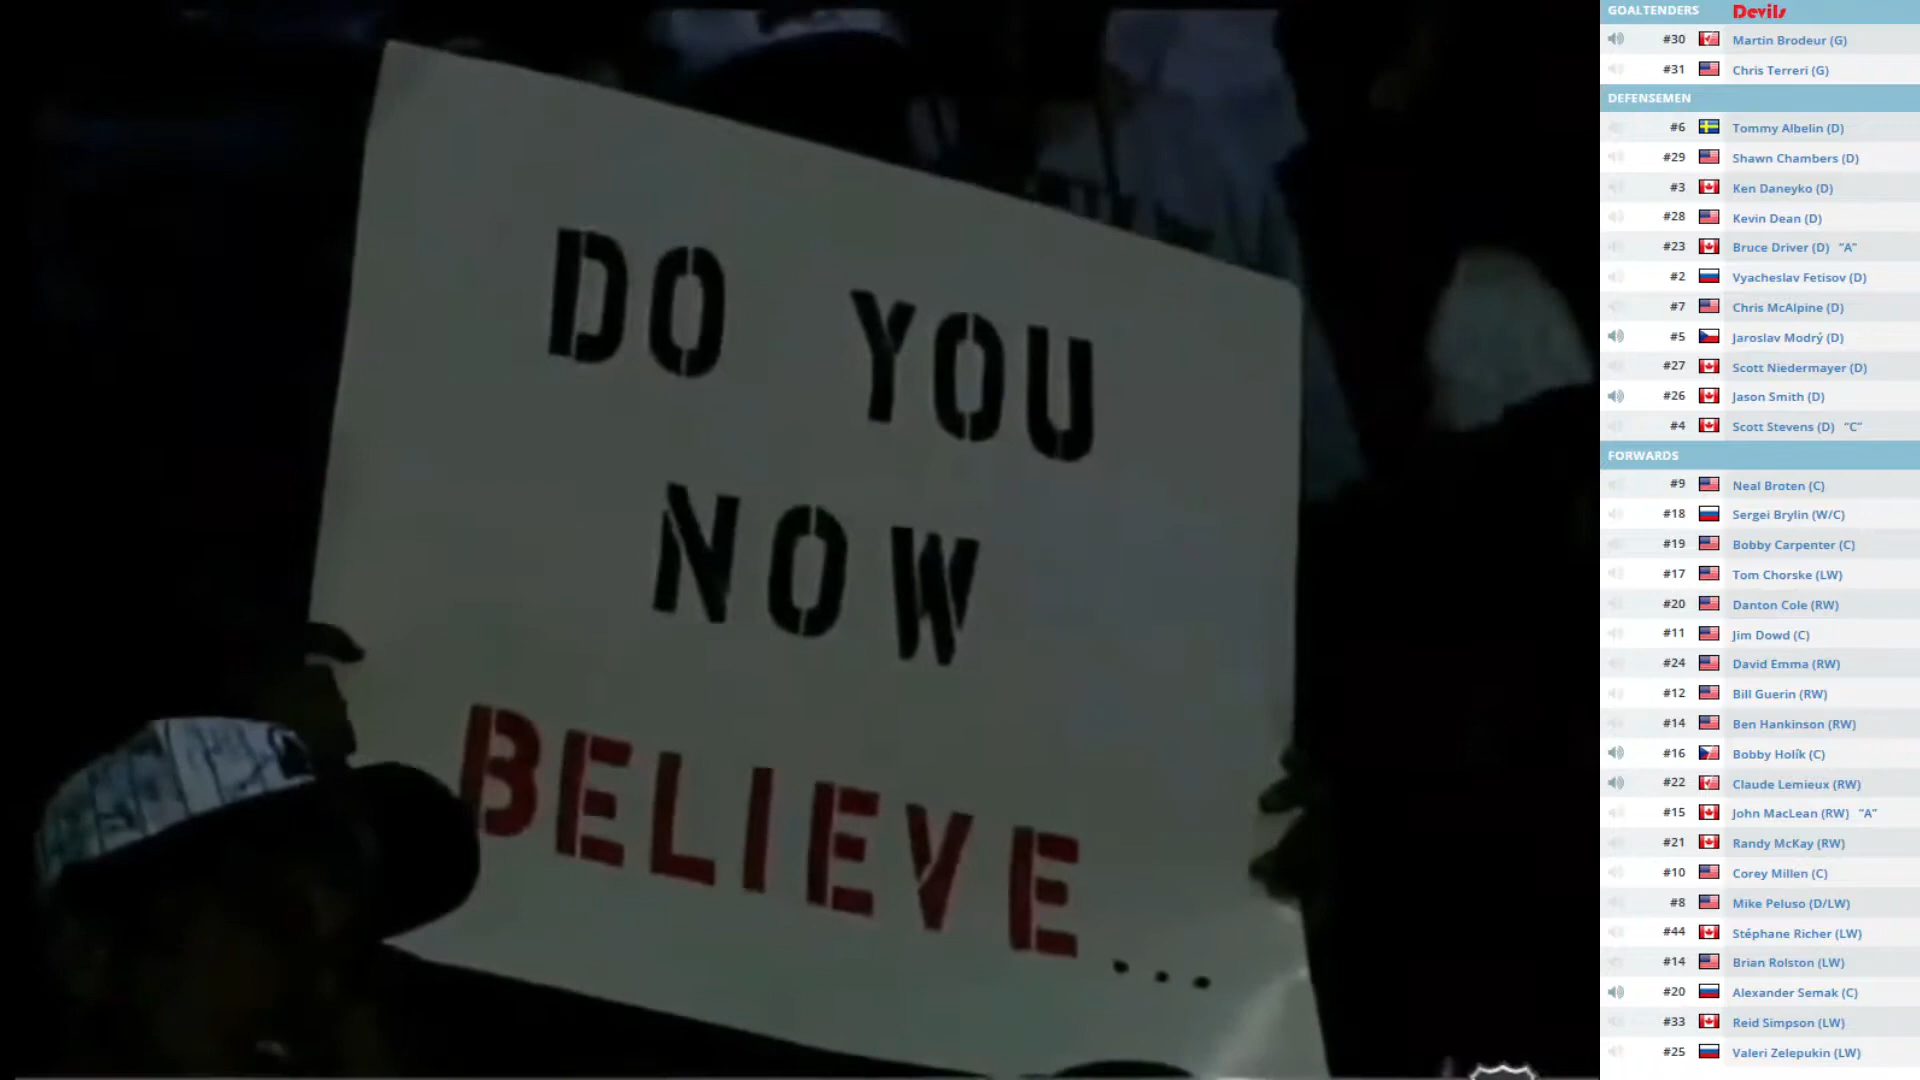 DO YOU
NOW
BELIEVE...
GOALTENDERS Devils
#30 Martin Brodeur (G)
#31 Chris Terreri (G)
DEFENSEMEN
#6 Tommy Albelin (D)
#29 Shawn Chambers (D)
#3 Ken Daneyko (D)
#28 Kevin Dean (D)
#23 Bruce Driver (D) "A"
#2 Vyacheslav Fetisov (D)
#7 Chris McAlpine (D)
#5 Jaroslav Modrý (D)
#27 Scott Niedermayer (D)
#26 Jason Smith (D)
#4 Scott Stevens (D) "C"
FORWARDS
#9 Neal Broten (C)
#18 Sergei Brylin (W/C)
#19 Bobby Carpenter (C)
#17 Tom Chorske (LW)
#20 Danton Cole (RW)
#11 Jim Dowd (C)
#24 David Emma (RW)
#12 Bill Guerin (RW)
#14 Ben Hankinson (RW)
#16 Bobby Holík (C)
#22 Claude Lemieux (RW)
#15 John MacLean (RW) "A"
#21 Randy McKay (RW)
#10 Corey Millen (C)
#8 Mike Peluso (D/LW)
#44 Stéphane Richer (LW)
#14 Brian Rolston (LW)
#20 Alexander Semak (C)
#33 Reid Simpson (LW)
#25 Valeri Zelepukin (LW)